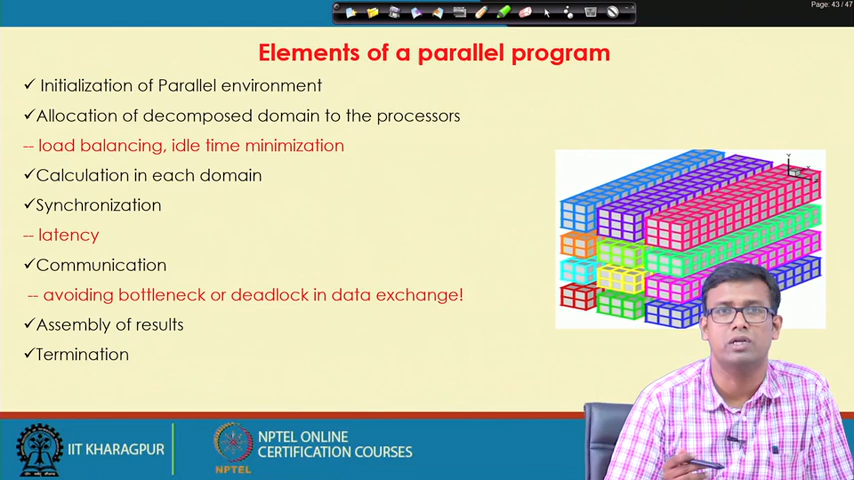 Page: 43 / 47
Elements of a parallel program
✓ Initialization of Parallel environment
✓Allocation of decomposed domain to the processors
-- load balancing, idle time minimization
✓Calculation in each domain
✓Synchronization
-- latency
✓Communication
-- avoiding bottleneck or deadlock in data exchange!
✓Assembly of results
✓Termination
Y
X
IIT KHARAGPUR
NPTEL
NPTEL ONLINE
CERTIFICATION COURSES